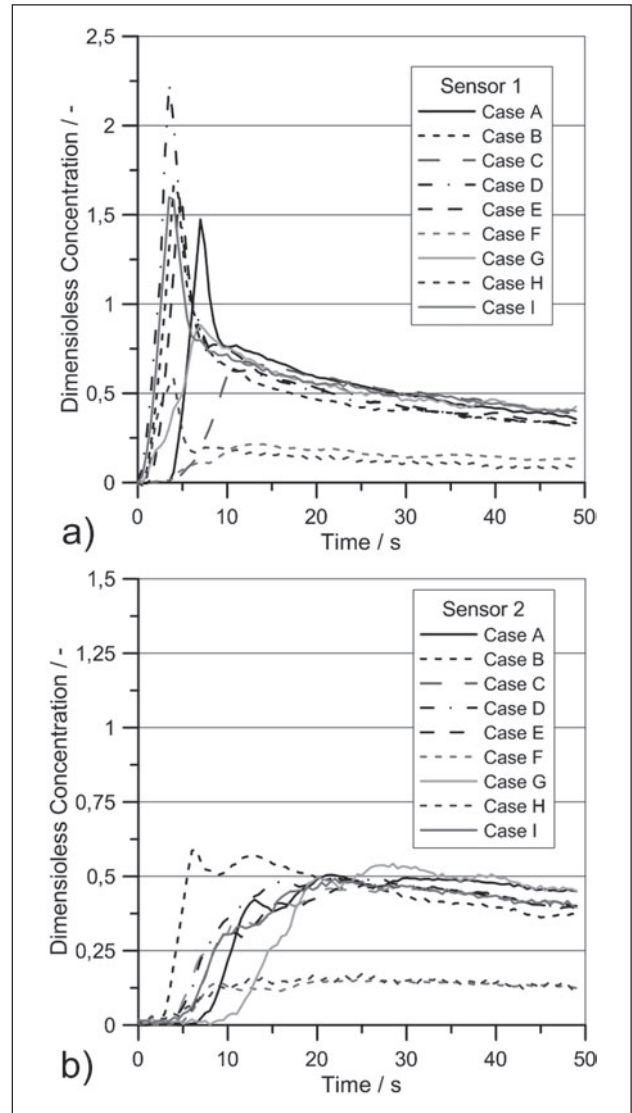 2,5
2
1,5
1
0,5
0
Dimensioless Concentration / -
Sensor 1
Case A
Case B
Case C
Case D
Case E
Case F
Case G
Case H
Case I
0 10 20 30 40 50
Time / s
a)
1,5
1,25
1
0,75
0,5
0,25
0
Dimensioless Concentration / -
Sensor 2
Case A
Case B
Case C
Case D
Case E
Case F
Case G
Case H
Case I
0 10 20 30 40 50
Time / s
b)